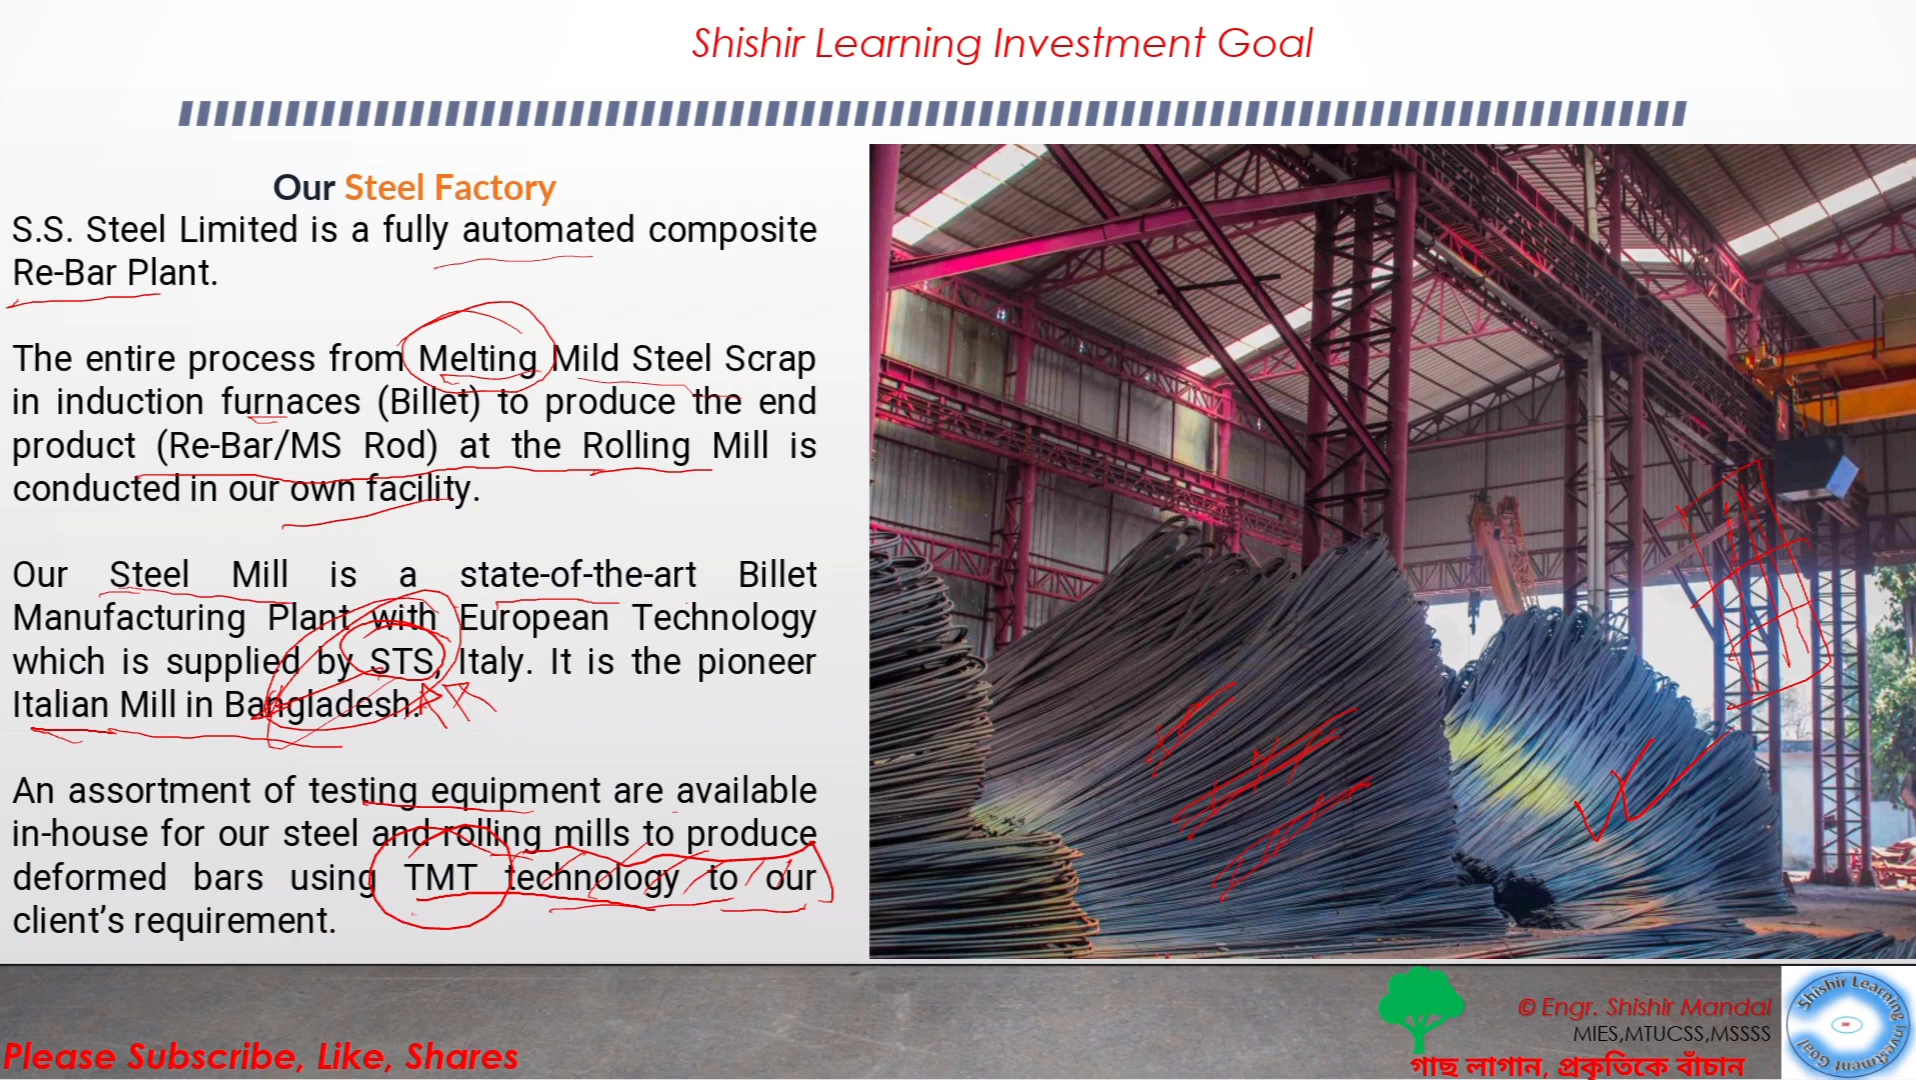 Shishir Learning Investment Goal
Our Steel Factory
S.S. Steel Limited is a fully automated composite
Re-Bar Plant.
The entire process from Melting Mild Steel Scrap
in induction furnaces (Billet) to produce the end
product (Re-Bar/MS Rod) at the Rolling Mill is
conducted in our own facility.
Our Steel Mill is a state-of-the-art Billet
Manufacturing Plant with European Technology
which is supplied by STS, Italy. It is the pioneer
Italian Mill in Bangladesh.
An assortment of testing equipment are available
in-house for our steel and rolling mills to produce
deformed bars using TMT technology to our
client’s requirement.
Please Subscribe, Like, Shares
© Engr. Shishir Mandal
MIES,MTUCSS,MSSSS
গাছ লাগান, প্রকৃতিকে বাঁচান
Shishir Learning Investment Goal